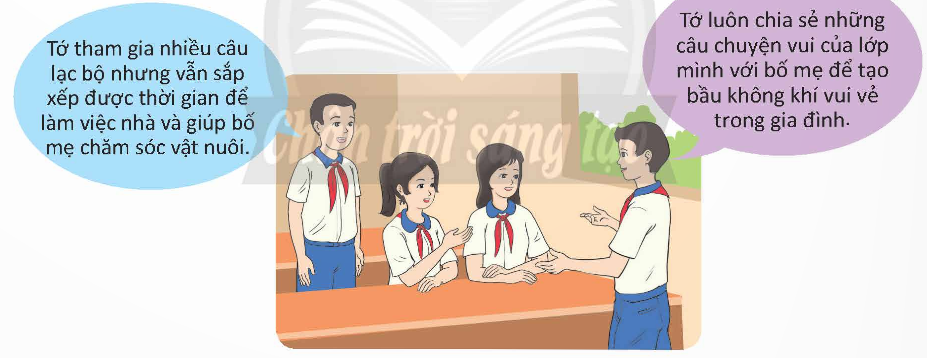 Tớ tham gia nhiều câu
lạc bộ nhưng vẫn sắp
xếp được thời gian để
làm việc nhà và giúp bố
mẹ chăm sóc vật nuôi.
Tớ luôn chia sẻ những
câu chuyện vui của lớp
mình với bố mẹ để tạo
bầu không khí vui vẻ
trong gia đình.
Chân trời sáng tạo